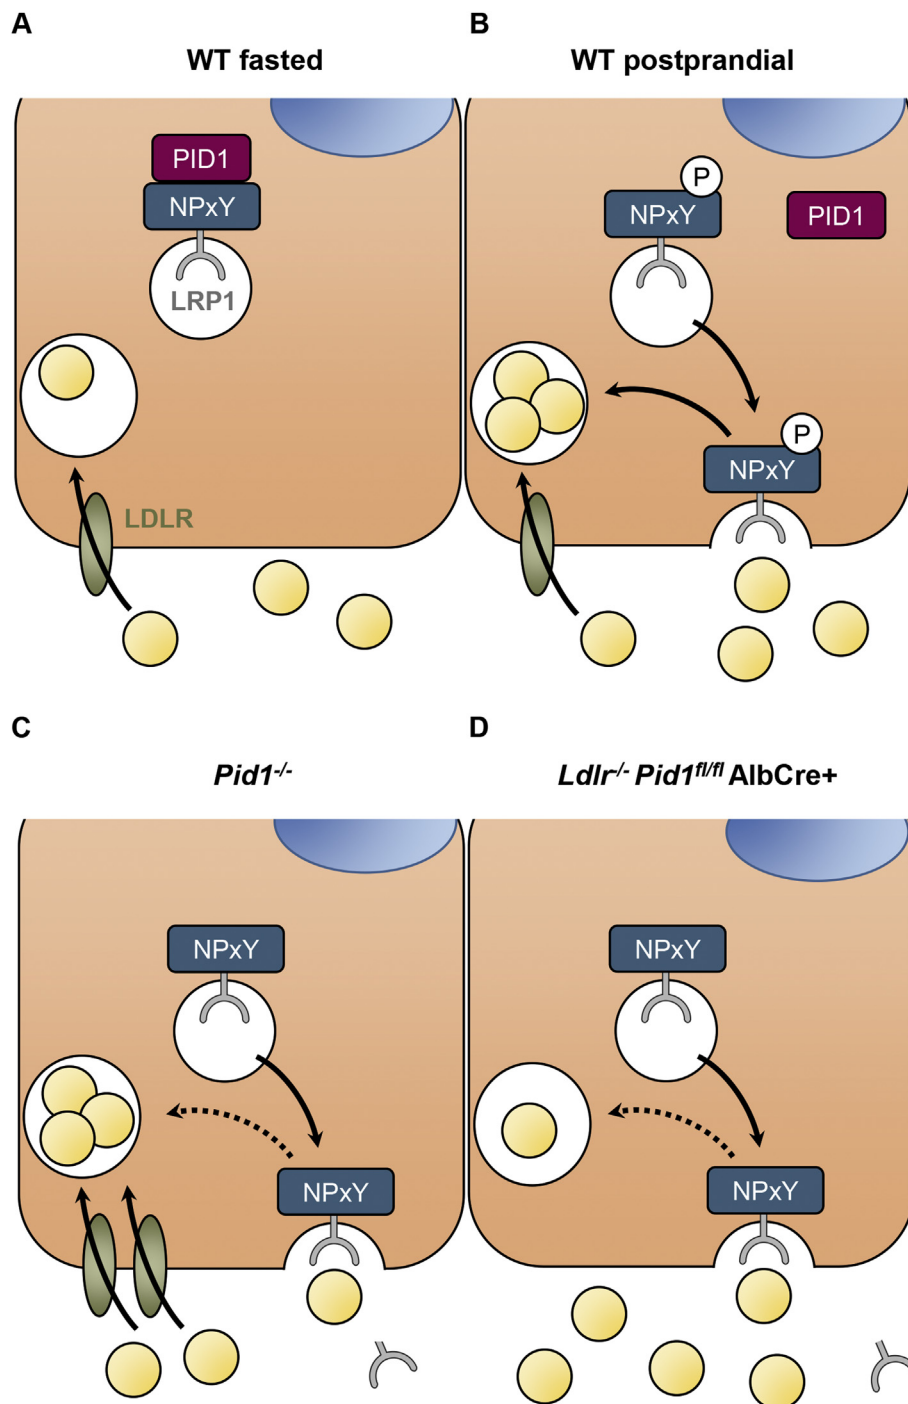 A
WT fasted
PID1
NPxY
LRP1
LDLR
B
WT postprandial
P
NPxY
PID1
P
NPxY
C
Pid1-/-
NPxY
NPxY
D
Ldlr-/- Pid1fl/fl AlbCre+
NPxY
NPxY